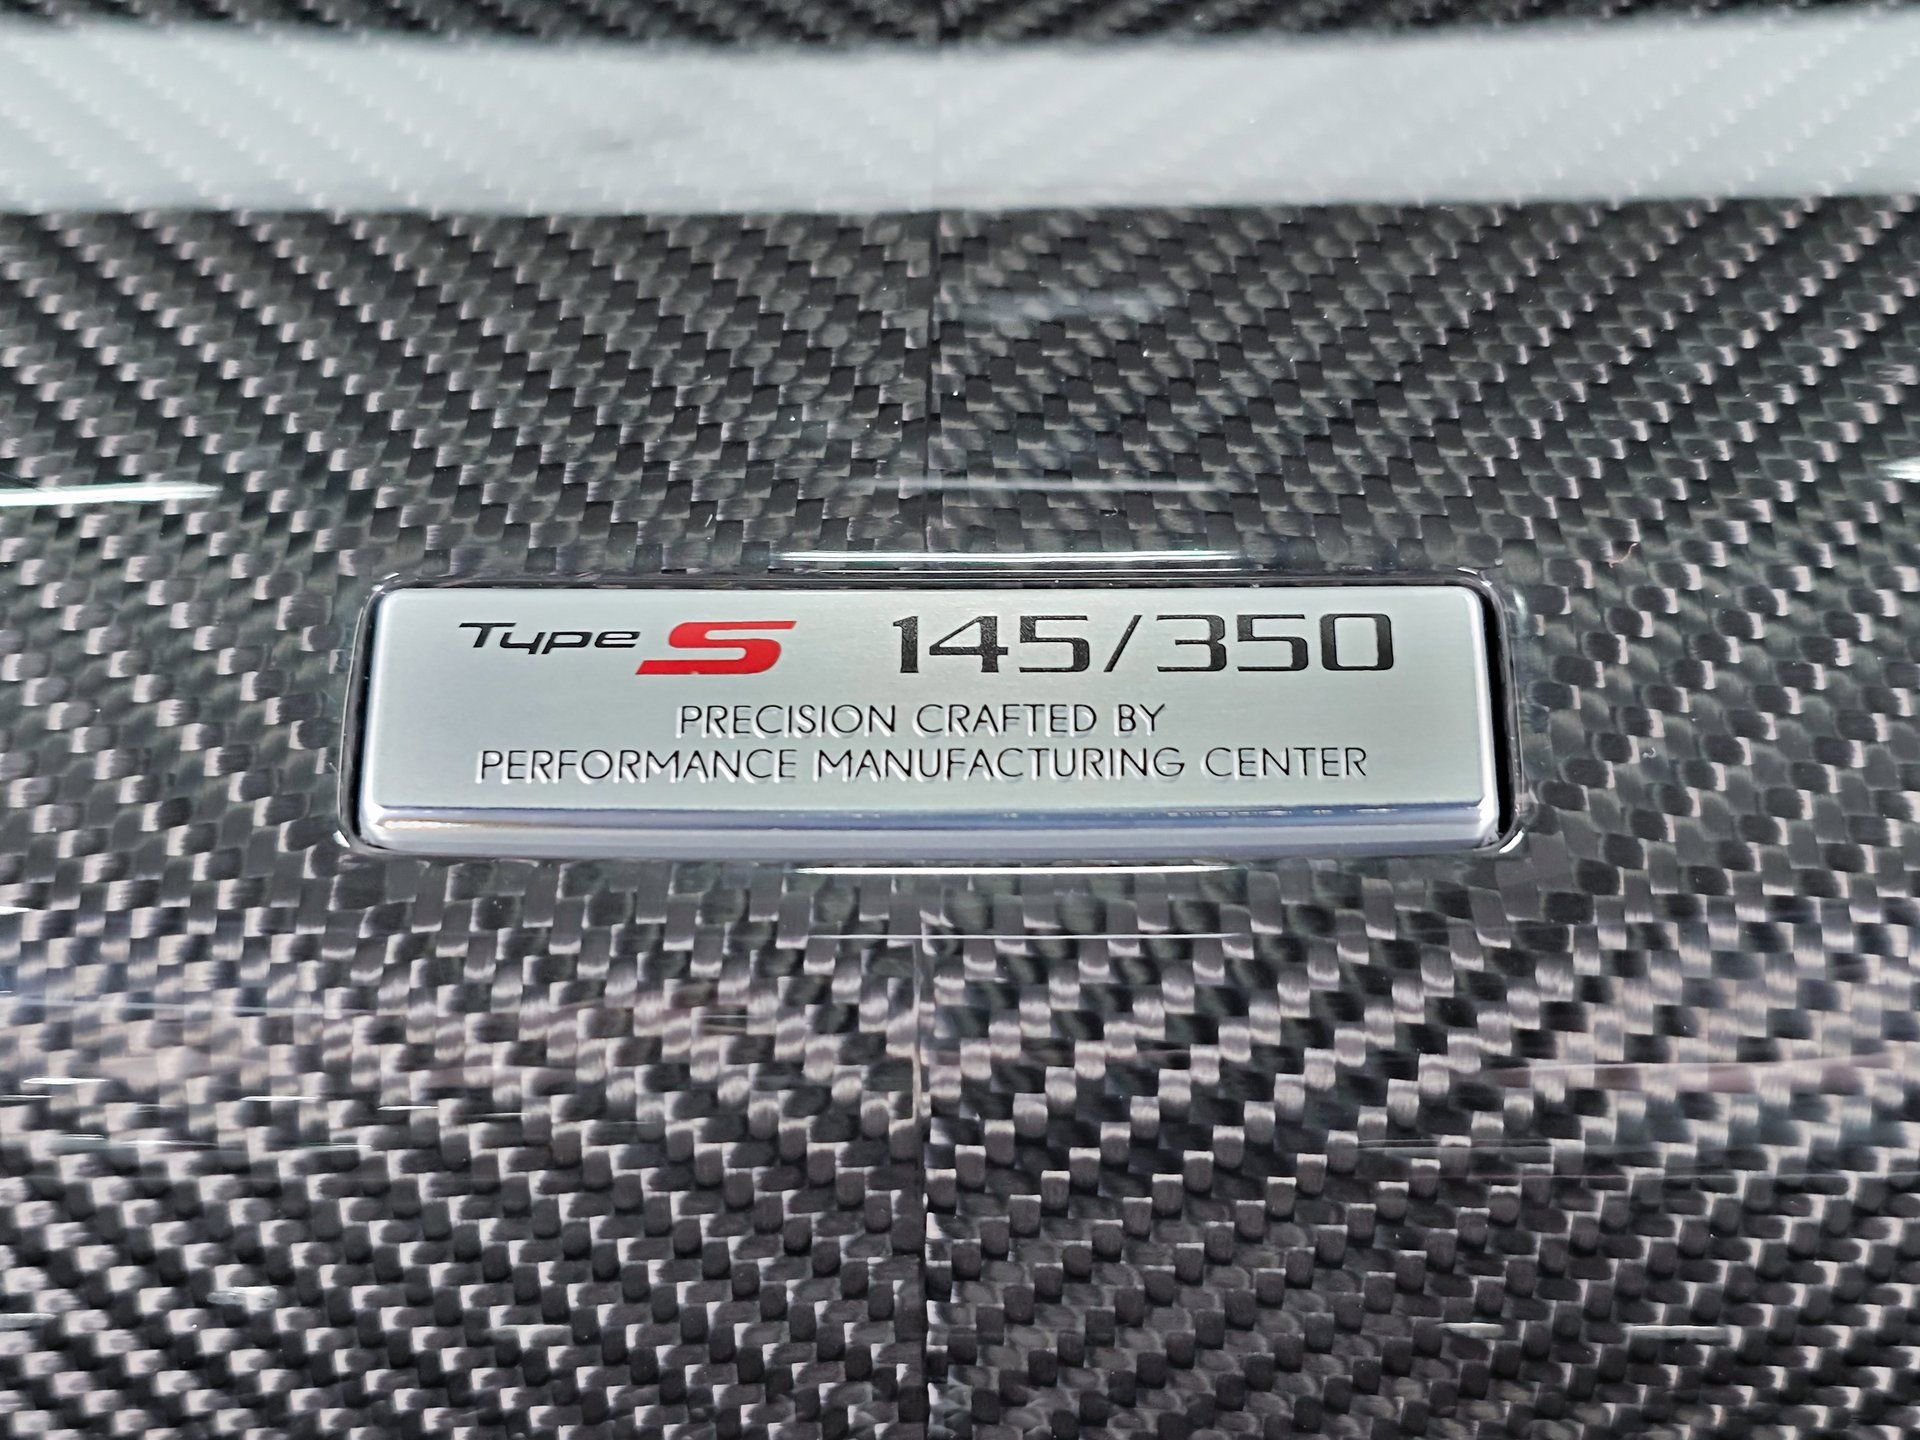 Type S 145/350
PRECISION CRAFTED BY
PERFORMANCE MANUFACTURING CENTER